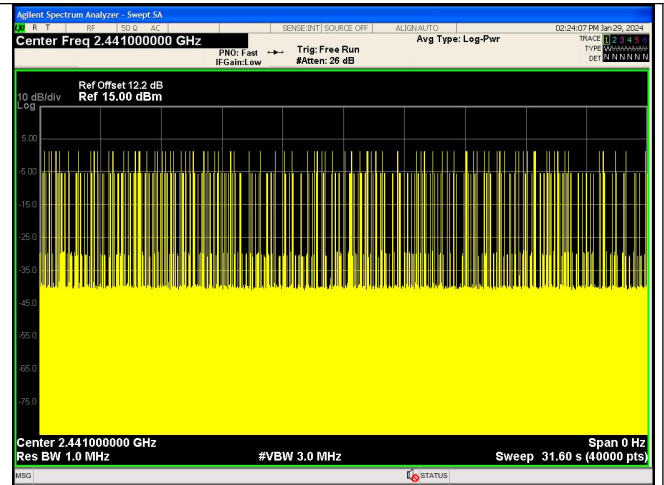 Agilent Spectrum Analyzer - Swept SA
R T RF 50 Ω AC SENSE:INT SOURCE OFF ALIGNAUTO 02:24:07 PM Jan 29, 2024
Center Freq 2.441000000 GHz Avg Type: Log-Pwr TRACE 1 2 3 4 5 6
PNO: Fast Trig: Free Run TYPE
IFGain:Low #Atten: 26 dB DET N N N N N N
Ref Offset 12.2 dB
10 dB/div Ref 15.00 dBm
Log
5.00
-5.00
-15.0
-25.0
-35.0
-45.0
-55.0
-65.0
-75.0
Center 2.441000000 GHz Span 0 Hz
Res BW 1.0 MHz #VBW 3.0 MHz Sweep 31.60 s (40000 pts)
MSG STATUS